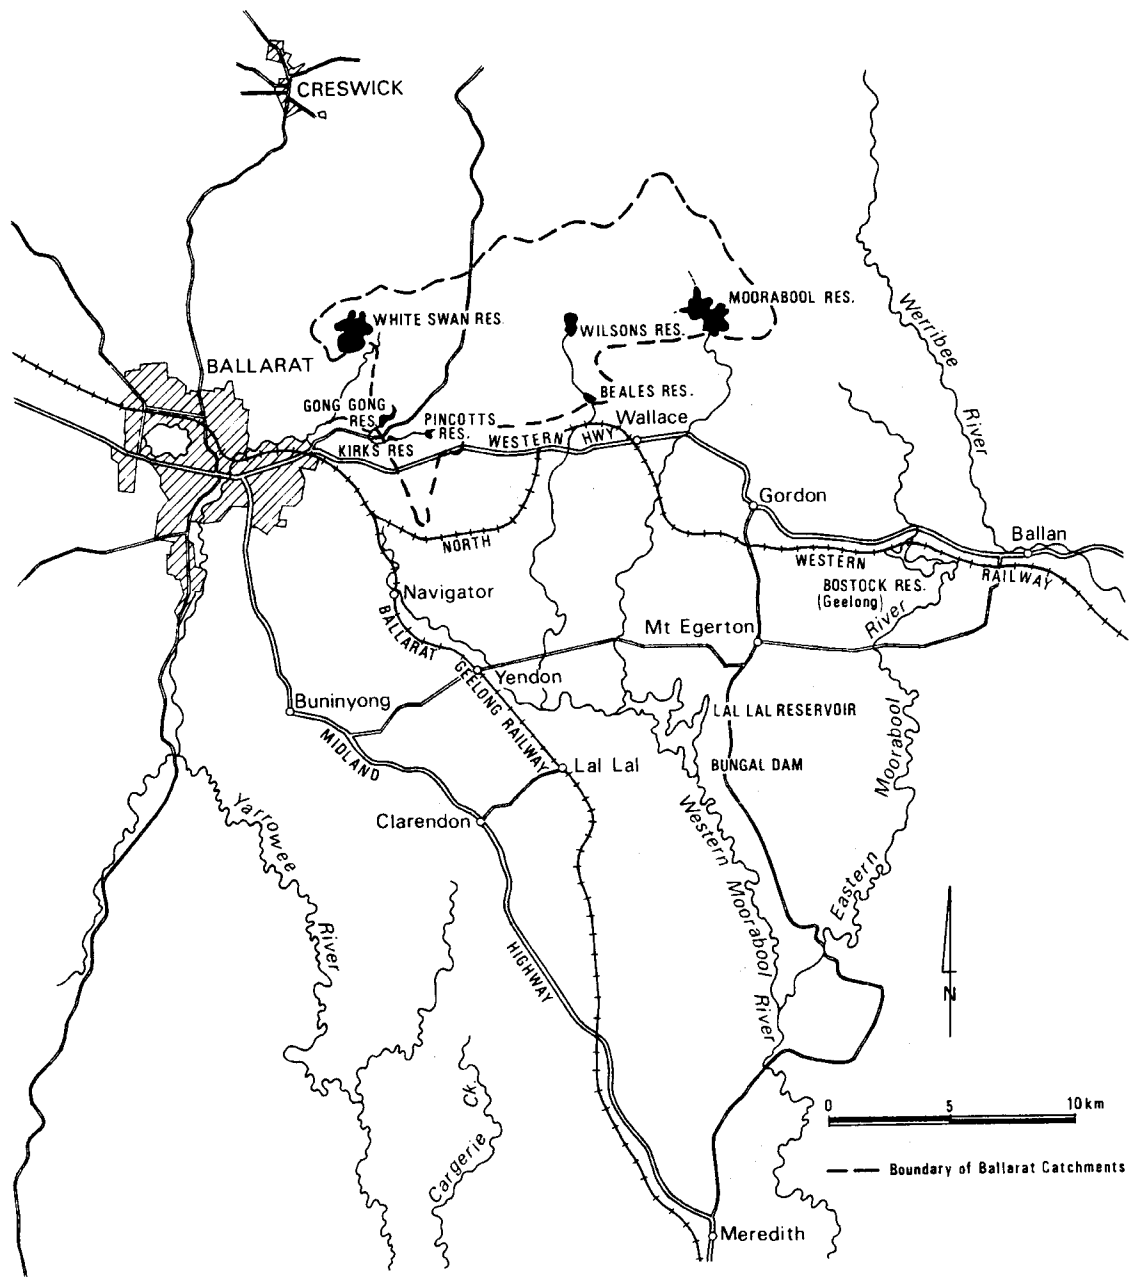 CRESWICK
MOORABOOL RES.
WHITE SWAN RES.
WILSONS RES.
Werribee
River
BALLARAT
BEALES RES.
GONG GONG
RES.
PINCOTTS
RES.
Wallace
WESTERN HWY
KIRKS RES
Gordon
NORTH
WESTERN
RAILWAY
Ballan
BOSTOCK RES.
(Geelong)
Navigator
River
BALLARAT
GEELONG RAILWAY
Mt Egerton
Yendon
Buninyong
LAL LAL RESERVOIR
Moorabool
MIDLAND
Lal Lal
BUNGAL DAM
Clarendon
Yarrowee
River
Western Moorabool River
Eastern
HIGHWAY
N
Cargerie Ck.
0 5 10 km
Boundary of Ballarat Catchments
Meredith